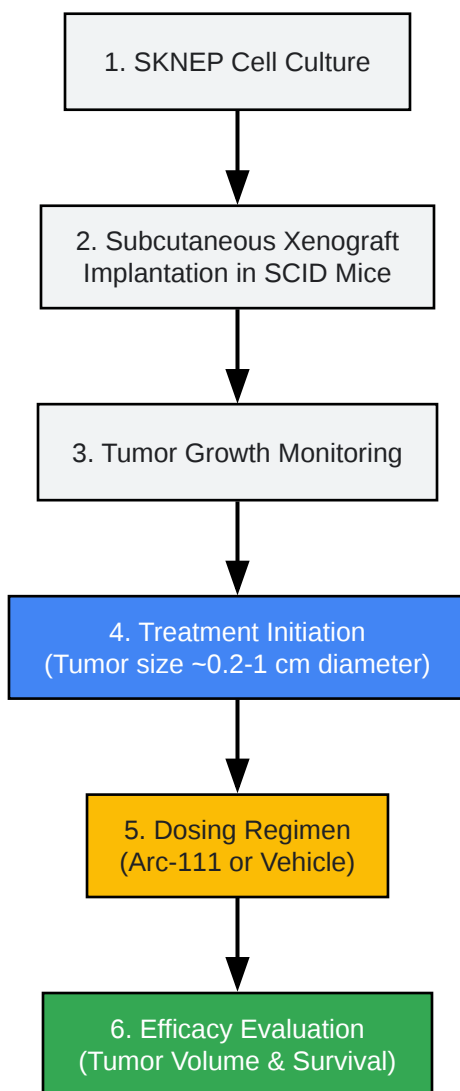 1. SKNEP Cell Culture
2. Subcutaneous Xenograft
Implantation in SCID Mice
3. Tumor Growth Monitoring
4. Treatment Initiation
(Tumor size ~0.2-1 cm diameter)
5. Dosing Regimen
(Arc-111 or Vehicle)
6. Efficacy Evaluation
(Tumor Volume & Survival)